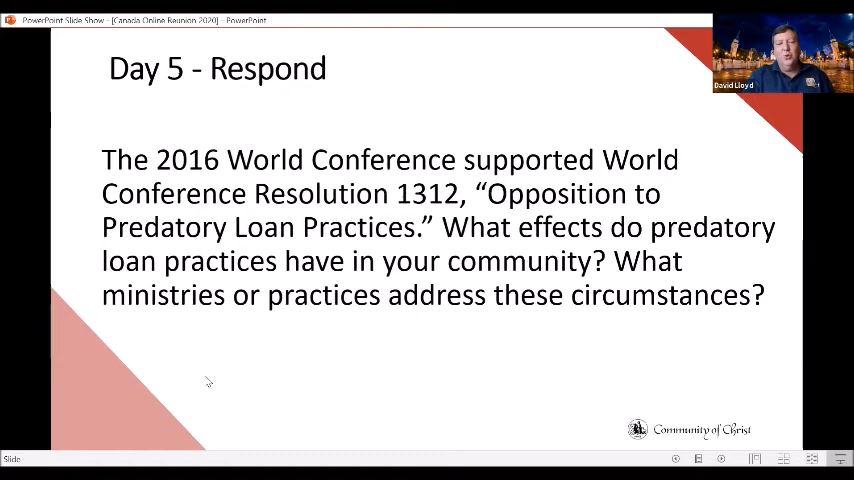 PowerPoint Slide Show - [Canada Online Reunion 2020] - PowerPoint
David Lloyd
Day 5 - Respond
The 2016 World Conference supported World
Conference Resolution 1312, “Opposition to
Predatory Loan Practices.” What effects do predatory
loan practices have in your community? What
ministries or practices address these circumstances?
Community of Christ
Slide